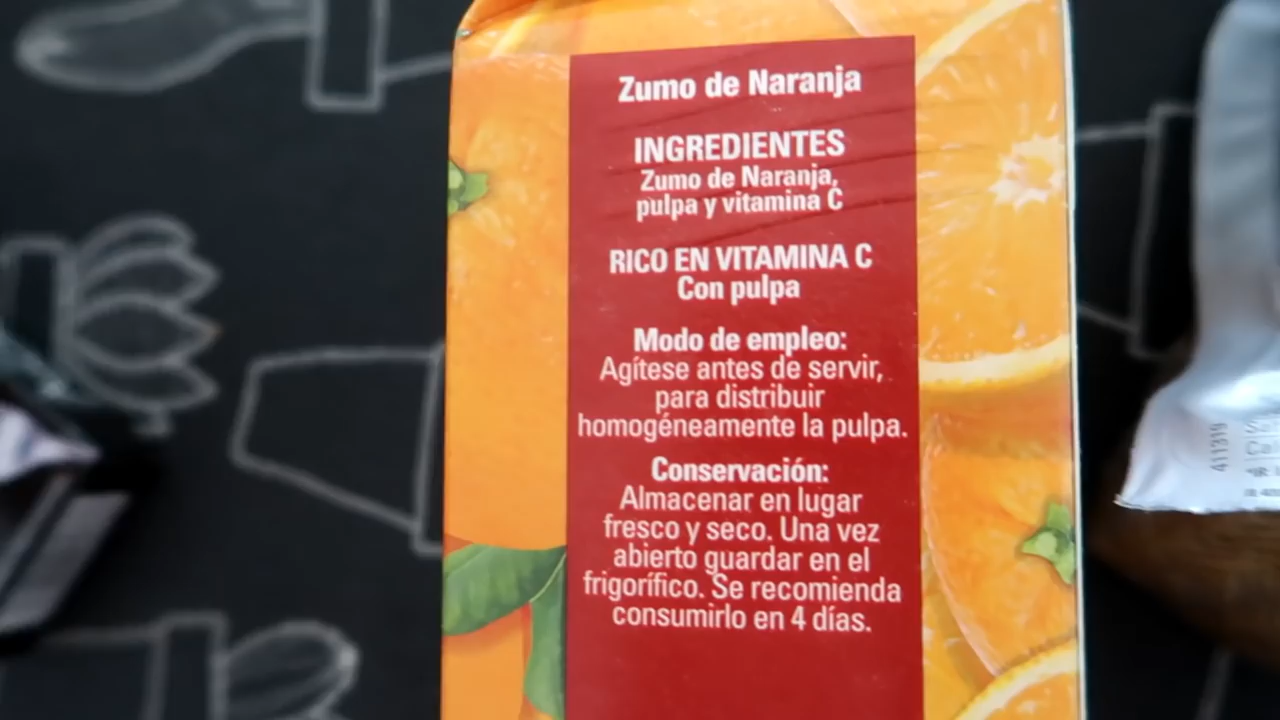 Zumo de Naranja
INGREDIENTES
Zumo de Naranja,
pulpa y vitamina C
RICO EN VITAMINA C
Con pulpa
Modo de empleo:
Agítese antes de servir,
para distribuir
homogéneamente la pulpa.
Conservación:
Almacenar en lugar
fresco y seco. Una vez
abierto guardar en el
frigorífico. Se recomienda
consumirlo en 4 días.